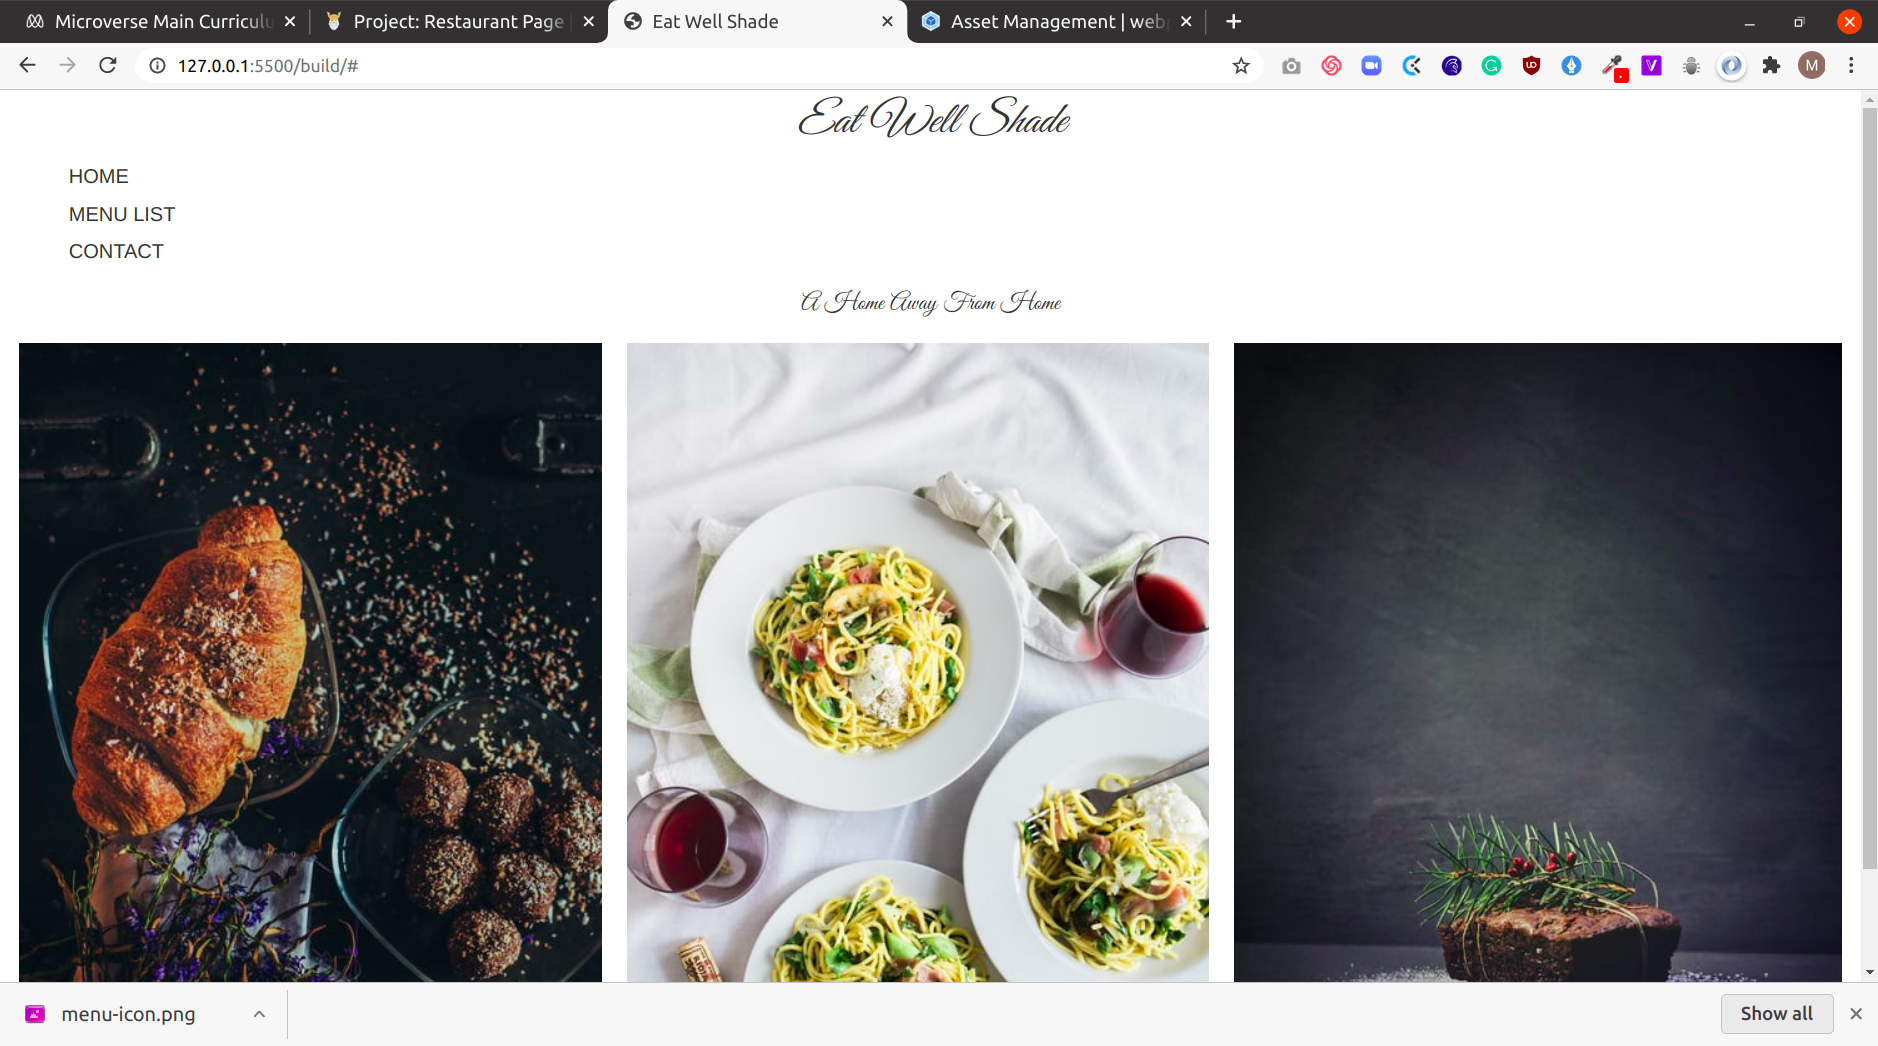 Microverse Main Curricul
Project: Restaurant Page
Eat Well Shade
Asset Management | web
127.0.0.1:5500/build/#
M
Eat Well Shade
HOME
MENU LIST
CONTACT
A Home Away From Home
menu-icon.png
Show all